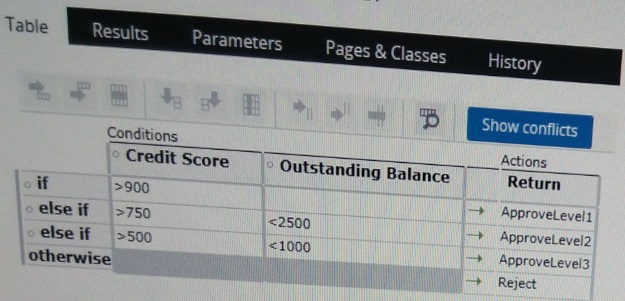 Table Results Parameters Pages & Classes History
Show conflicts
Conditions Actions
Credit Score Outstanding Balance Return
if >900 ApproveLevel1
else if >750 <2500 ApproveLevel2
else if >500 <1000 ApproveLevel3
otherwise Reject